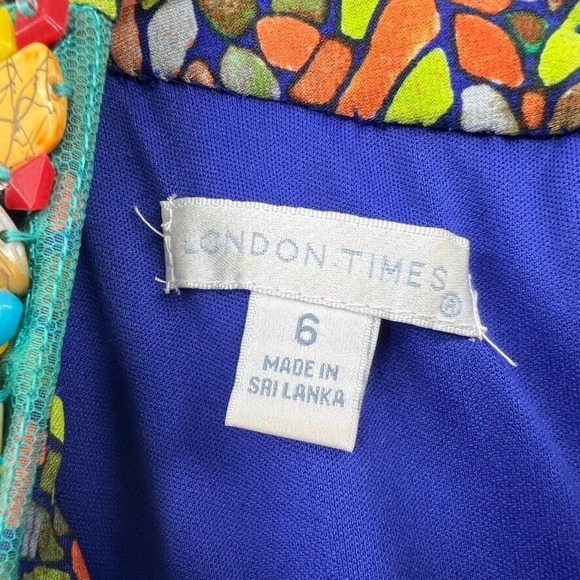 LONDON TIMES ®
6
MADE IN
SRI LANKA